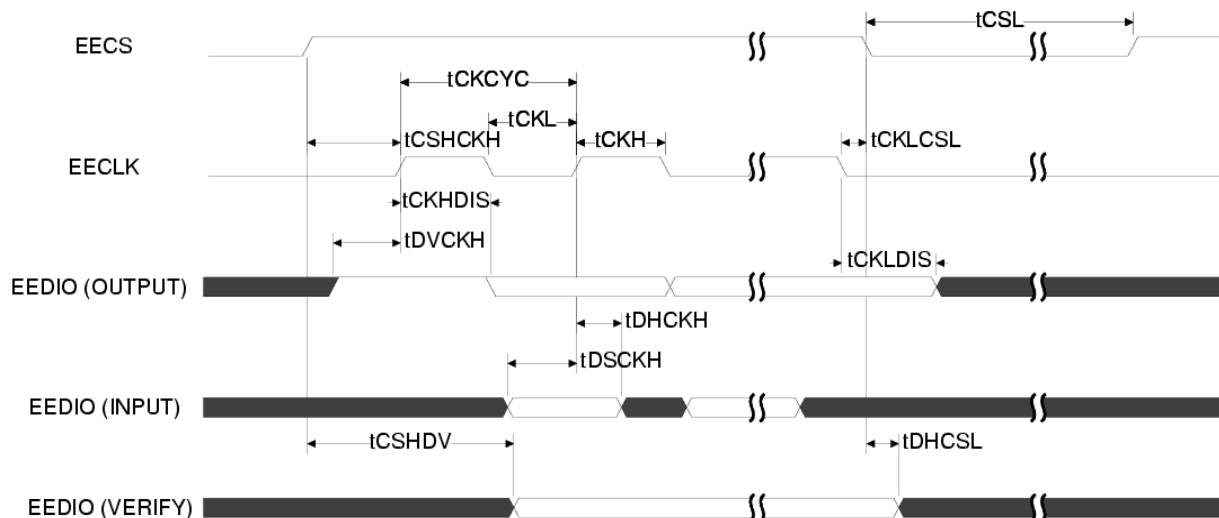 tCSL
EECS
tCKCYC
tCKL
tCSHCKH
tCKH
tCKLCSL
EECLK
tCKHDIS
tDVCKH
tCKLDIS
EEDIO (OUTPUT)
tDHCKH
tDSCKH
EEDIO (INPUT)
tCSHDV
tDHCSL
EEDIO (VERIFY)